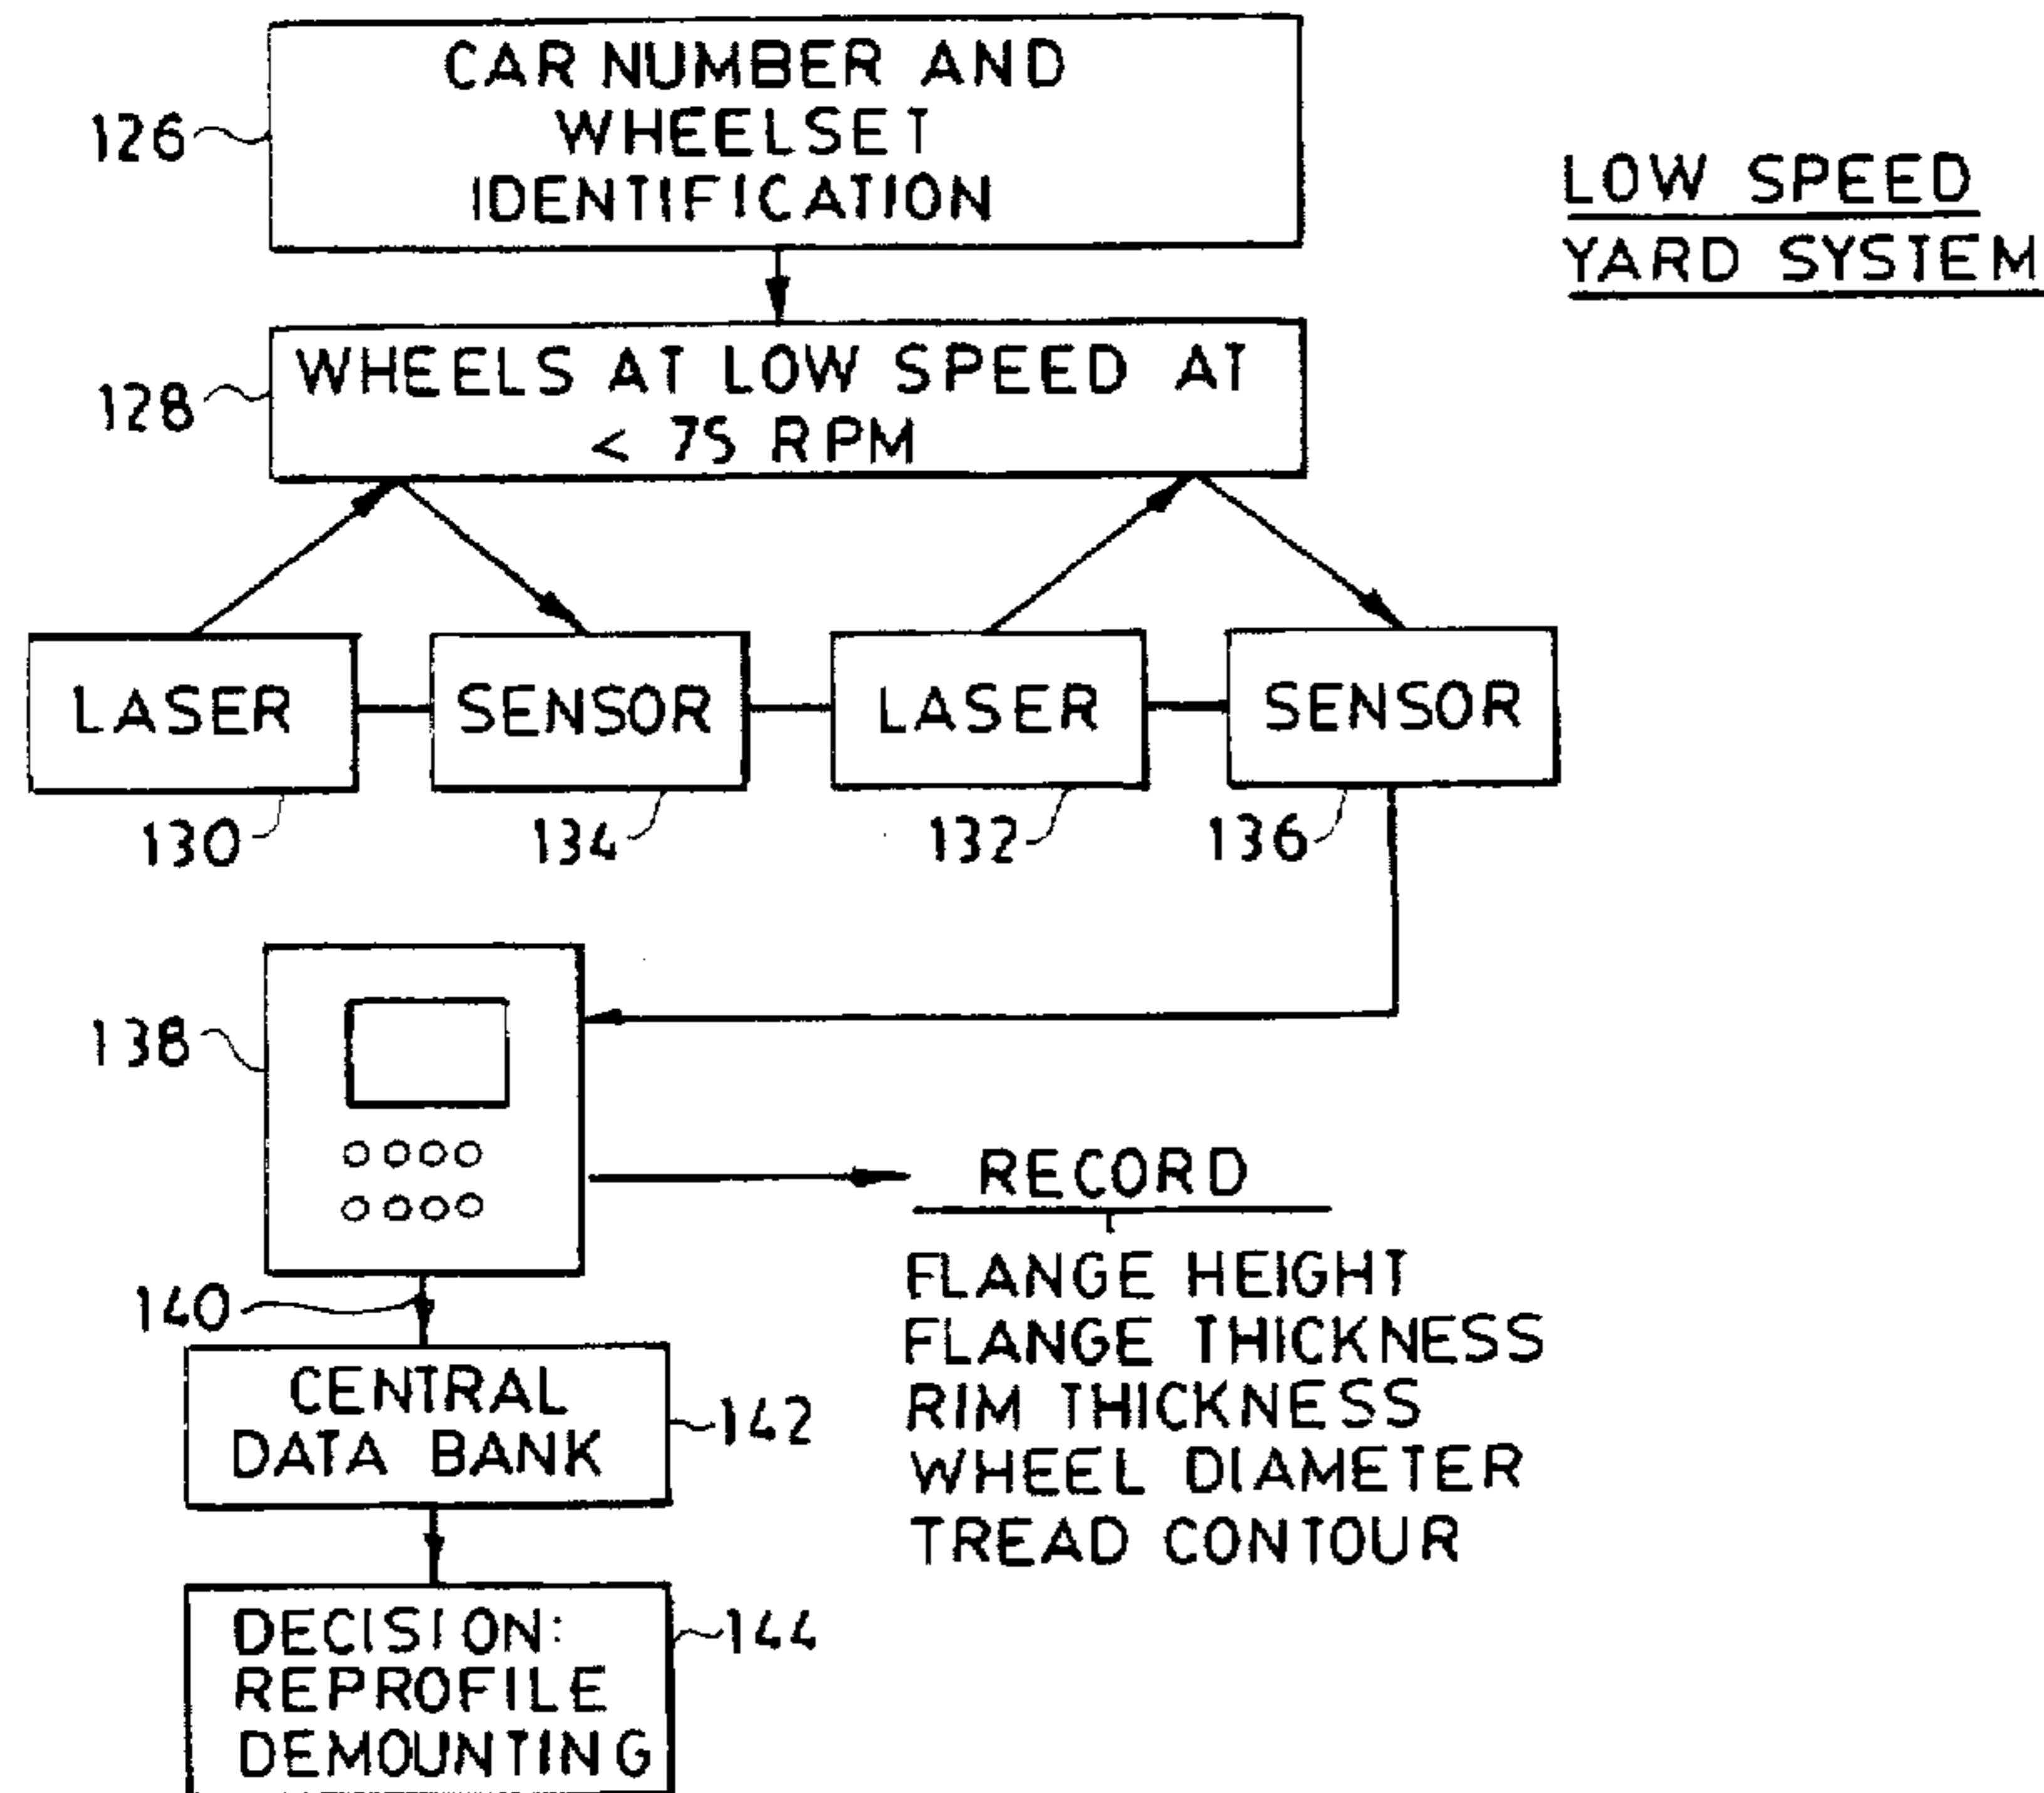 CAR NUMBER AND
WHEELSET
IDENTIFICATION
126
LOW SPEED
YARD SYSTEM
WHEELS AT LOW SPEED AT
< 75 RPM
128
LASER
SENSOR
LASER
SENSOR
130
134
132
136
138
RECORD
FLANGE HEIGHT
FLANGE THICKNESS
RIM THICKNESS
WHEEL DIAMETER
TREAD CONTOUR
140
CENTRAL
DATA BANK
142
DECISION:
REPROFILE
DEMOUNTING
144